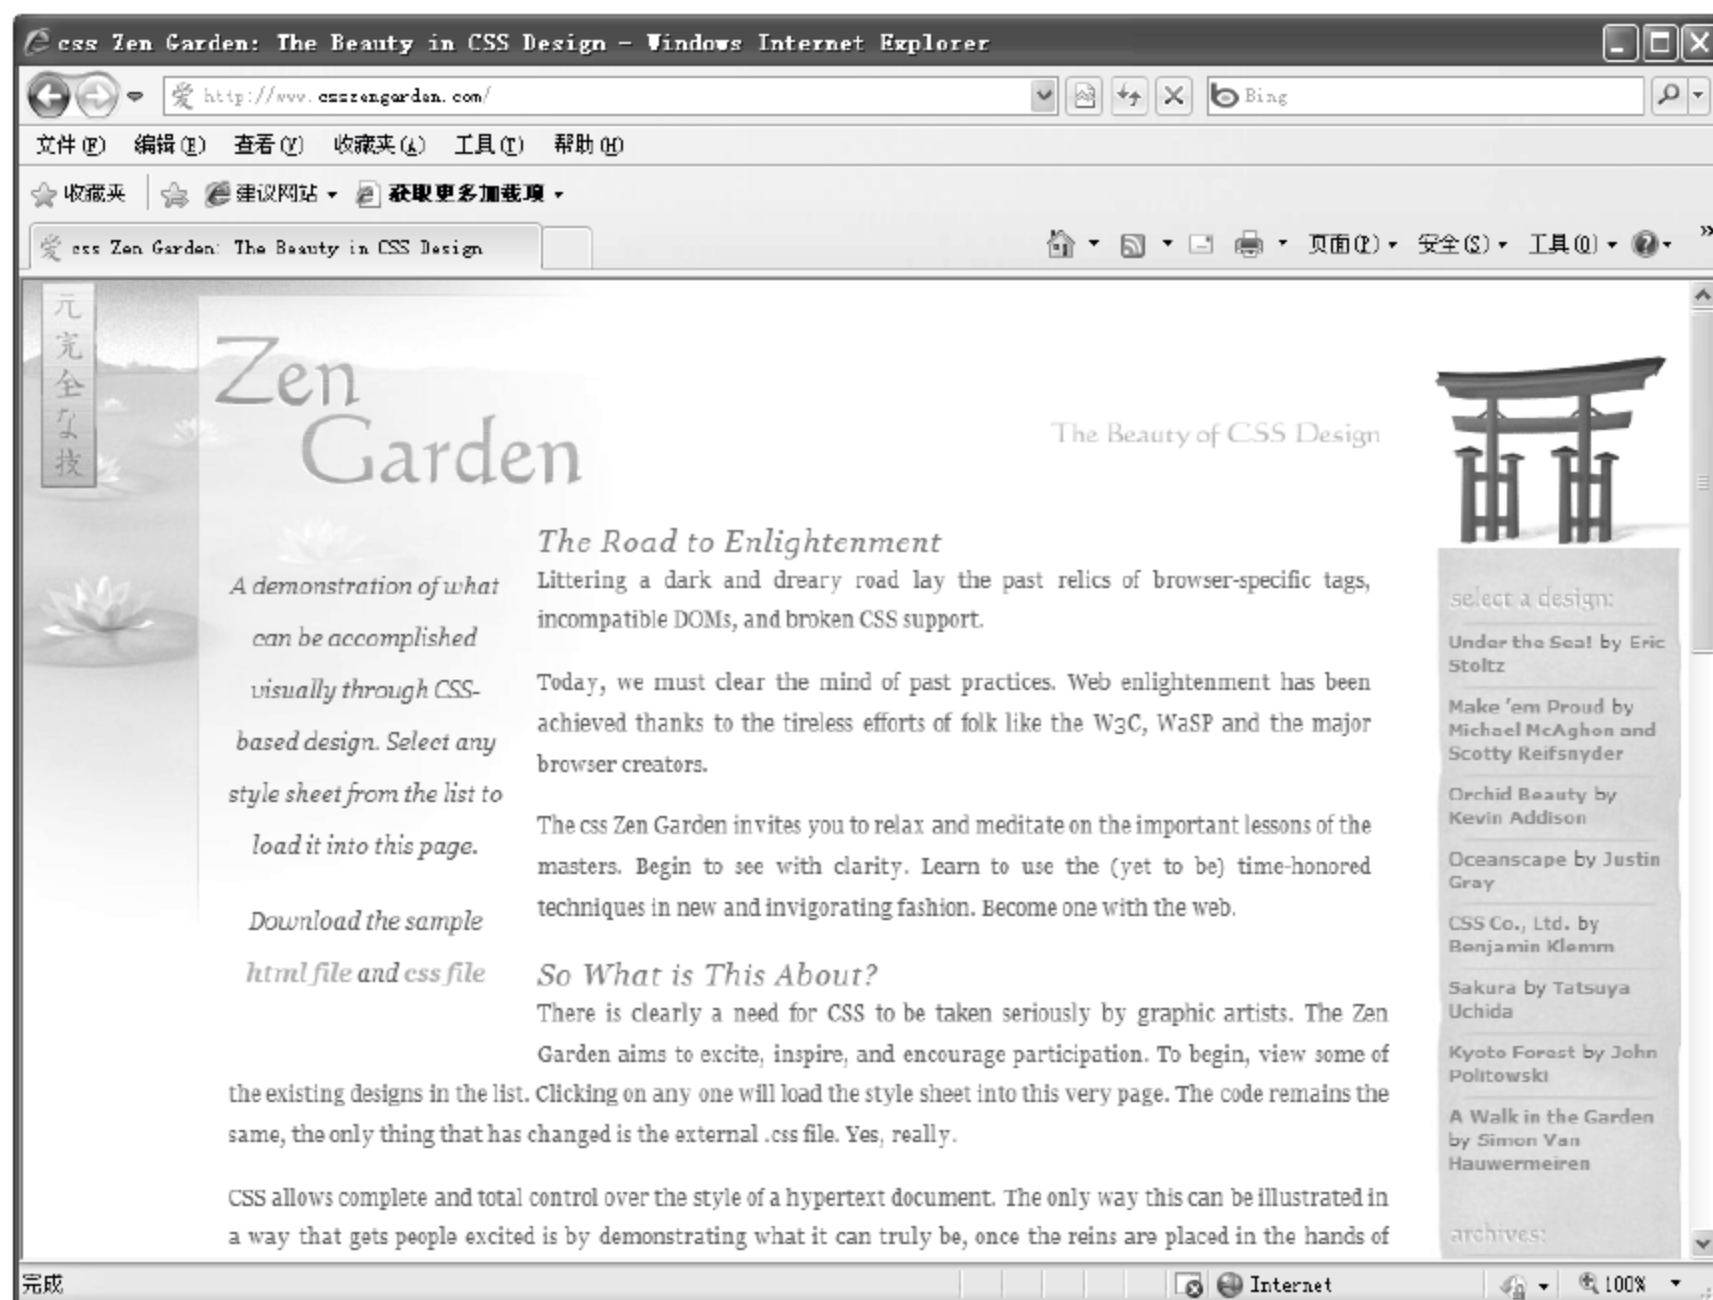 css Zen Garden: The Beauty in CSS Design - Windows Internet Explorer
爱 http://www.csszengarden.com/
Bing
文件(F) 编辑(E) 查看(V) 收藏夹(A) 工具(T) 帮助(H)
收藏夹 建议网站 获取更多加载项
爱 css Zen Garden: The Beauty in CSS Design
页面(P) 安全(S) 工具(O)
元
完
全
な
技
Zen
Garden
The Beauty of CSS Design
A demonstration of what
can be accomplished
visually through CSS-
based design. Select any
style sheet from the list to
load it into this page.
Download the sample
html file and css file
The Road to Enlightenment
Littering a dark and dreary road lay the past relics of browser-specific tags,
incompatible DOMs, and broken CSS support.
Today, we must clear the mind of past practices. Web enlightenment has been
achieved thanks to the tireless efforts of folk like the W3C, WaSP and the major
browser creators.
The css Zen Garden invites you to relax and meditate on the important lessons of the
masters. Begin to see with clarity. Learn to use the (yet to be) time-honored
techniques in new and invigorating fashion. Become one with the web.
So What is This About?
There is clearly a need for CSS to be taken seriously by graphic artists. The Zen
Garden aims to excite, inspire, and encourage participation. To begin, view some of
the existing designs in the list. Clicking on any one will load the style sheet into this very page. The code remains the
same, the only thing that has changed is the external .css file. Yes, really.
CSS allows complete and total control over the style of a hypertext document. The only way this can be illustrated in
a way that gets people excited is by demonstrating what it can truly be, once the reins are placed in the hands of
select a design:
Under the Sea! by Eric
Stoltz
Make 'em Proud by
Michael McAghon and
Scotty Reifsnyder
Orchid Beauty by
Kevin Addison
Oceanscape by Justin
Gray
CSS Co., Ltd. by
Benjamin Klemm
Sakura by Tatsuya
Uchida
Kyoto Forest by John
Politowski
A Walk in the Garden
by Simon Van
Hauwermeiren
archives:
完成
Internet
100%